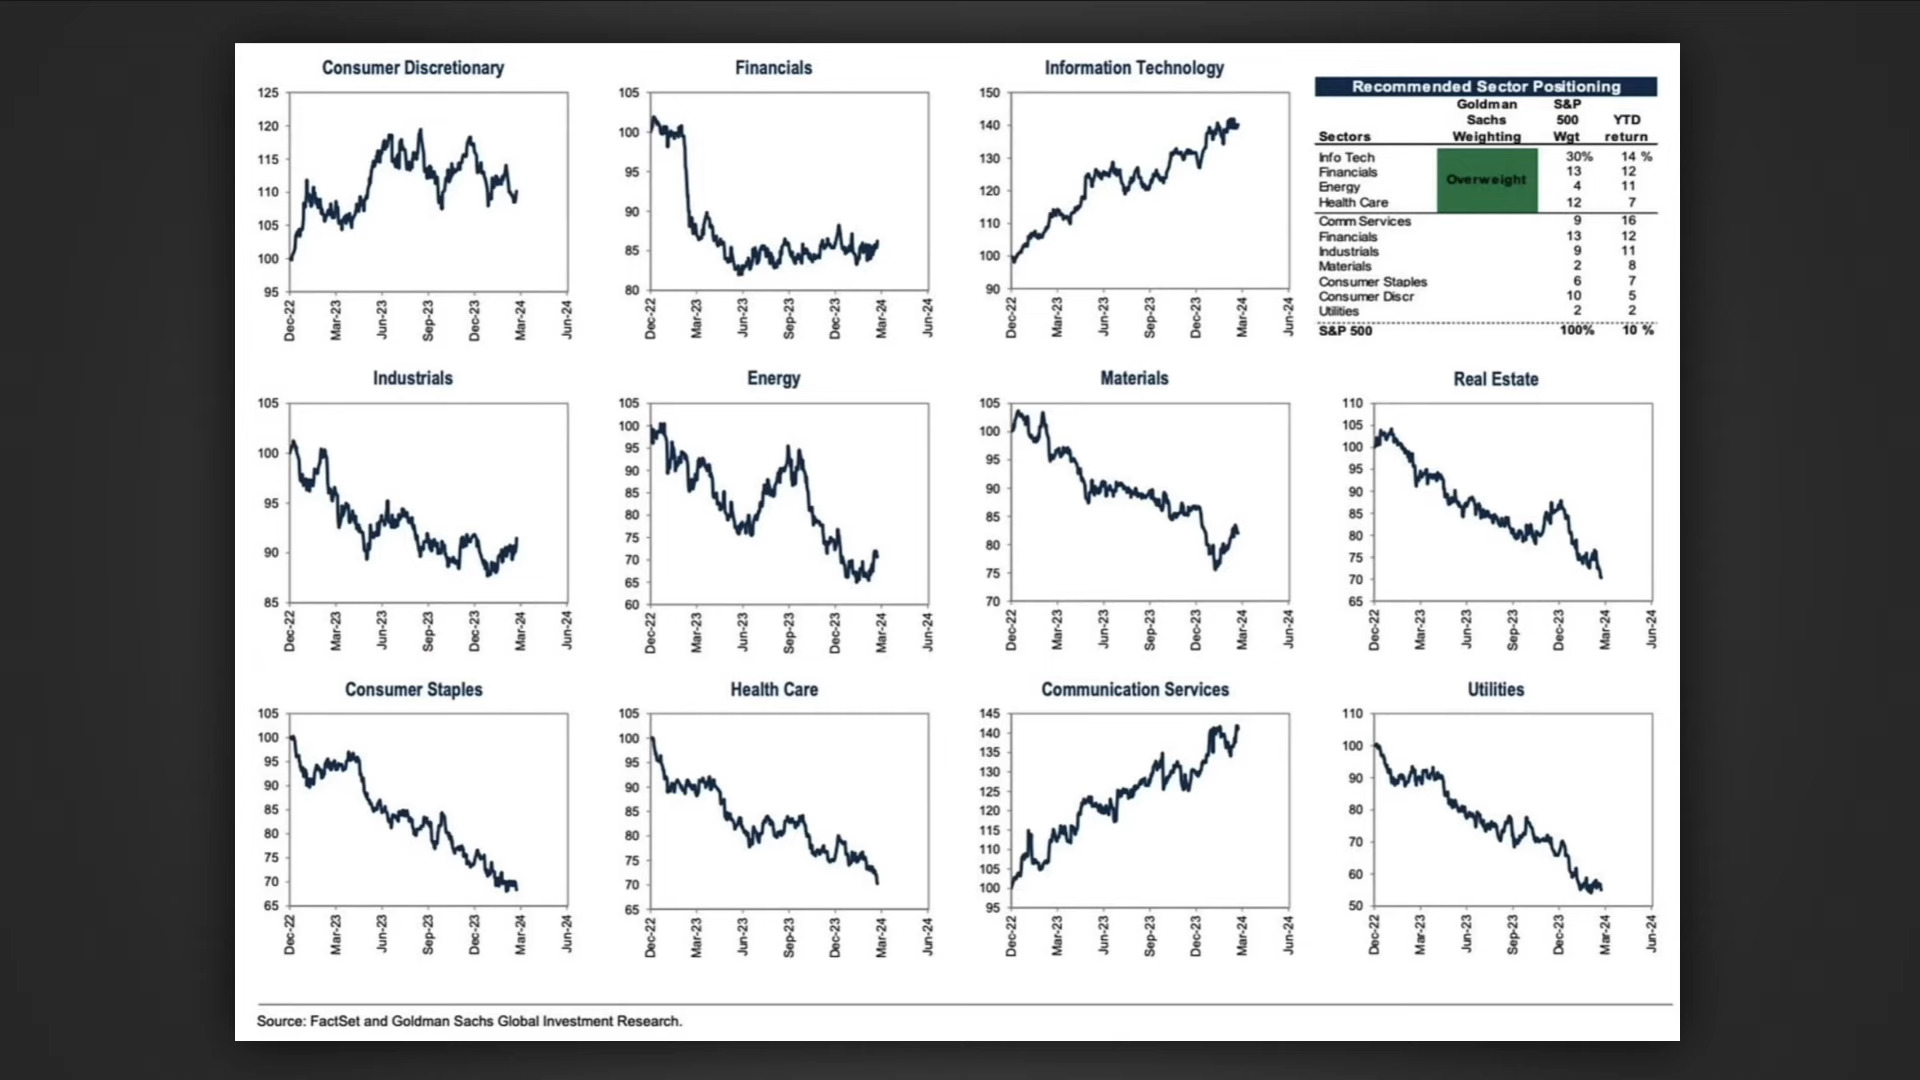 Consumer Discretionary
125
120
115
110
105
100
95
Dec-22 Mar-23 Jun-23 Sep-23 Dec-23 Mar-24 Jun-24
Financials
105
100
95
90
85
80
Dec-22 Mar-23 Jun-23 Sep-23 Dec-23 Mar-24 Jun-24
Information Technology
150
140
130
120
110
100
90
Dec-22 Mar-23 Jun-23 Sep-23 Dec-23 Mar-24 Jun-24
Recommended Sector Positioning
Goldman S&P
Sachs 500 YTD
Sectors Weighting Wgt return
Info Tech 30% 14 %
Financials 13 12
Overweight
Energy 4 11
Health Care 12 7
Comm Services 9 16
Financials 13 12
Industrials 9 11
Materials 2 8
Consumer Staples 6 7
Consumer Discr 10 5
Utilities 2 2
S&P 500 100% 10 %
Industrials
105
100
95
90
85
Dec-22 Mar-23 Jun-23 Sep-23 Dec-23 Mar-24 Jun-24
Energy
105
100
95
90
85
80
75
70
65
60
Dec-22 Mar-23 Jun-23 Sep-23 Dec-23 Mar-24 Jun-24
Materials
105
100
95
90
85
80
75
70
Dec-22 Mar-23 Jun-23 Sep-23 Dec-23 Mar-24 Jun-24
Real Estate
110
105
100
95
90
85
80
75
70
65
Dec-22 Mar-23 Jun-23 Sep-23 Dec-23 Mar-24 Jun-24
Consumer Staples
105
100
95
90
85
80
75
70
65
Dec-22 Mar-23 Jun-23 Sep-23 Dec-23 Mar-24 Jun-24
Health Care
105
100
95
90
85
80
75
70
65
Dec-22 Mar-23 Jun-23 Sep-23 Dec-23 Mar-24 Jun-24
Communication Services
145
140
135
130
125
120
115
110
105
100
95
Dec-22 Mar-23 Jun-23 Sep-23 Dec-23 Mar-24 Jun-24
Utilities
110
100
90
80
70
60
50
Dec-22 Mar-23 Jun-23 Sep-23 Dec-23 Mar-24 Jun-24
Source: FactSet and Goldman Sachs Global Investment Research.